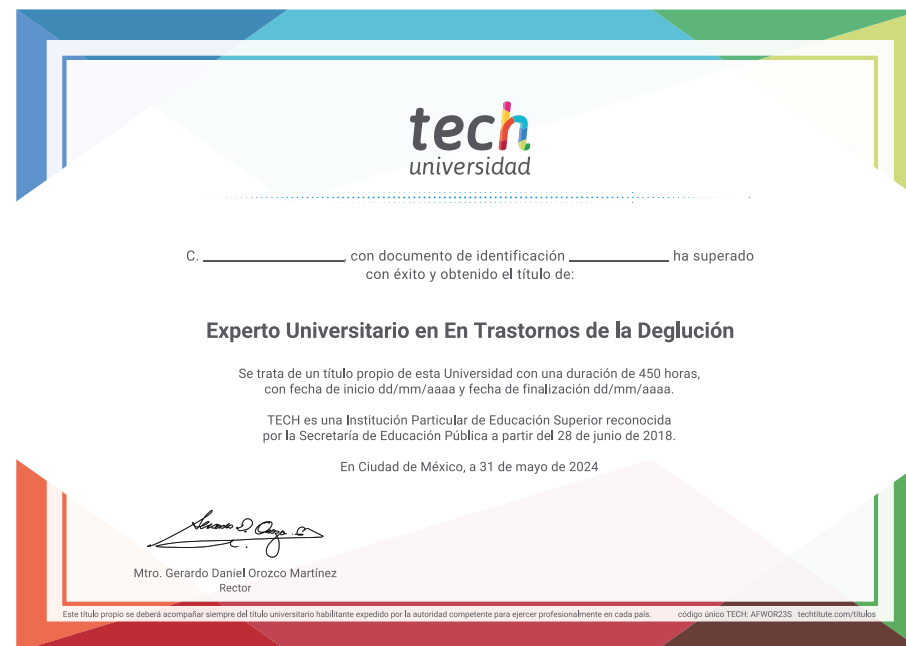 tech
universidad
C. ________________, con documento de identificación ____________ ha superado
con éxito y obtenido el título de:
Experto Universitario en En Trastornos de la Deglución
Se trata de un título propio de esta Universidad con una duración de 450 horas,
con fecha de inicio dd/mm/aaaa y fecha de finalización dd/mm/aaaa.
TECH es una Institución Particular de Educación Superior reconocida
por la Secretaría de Educación Pública a partir del 28 de junio de 2018.
En Ciudad de México, a 31 de mayo de 2024
Mtro. Gerardo Daniel Orozco Martínez
Rector
Este título propio se deberá acompañar siempre del título universitario habilitante expedido por la autoridad competente para ejercer profesionalmente en cada país. código único TECH: AFWOR23S techtitute.com/titulos